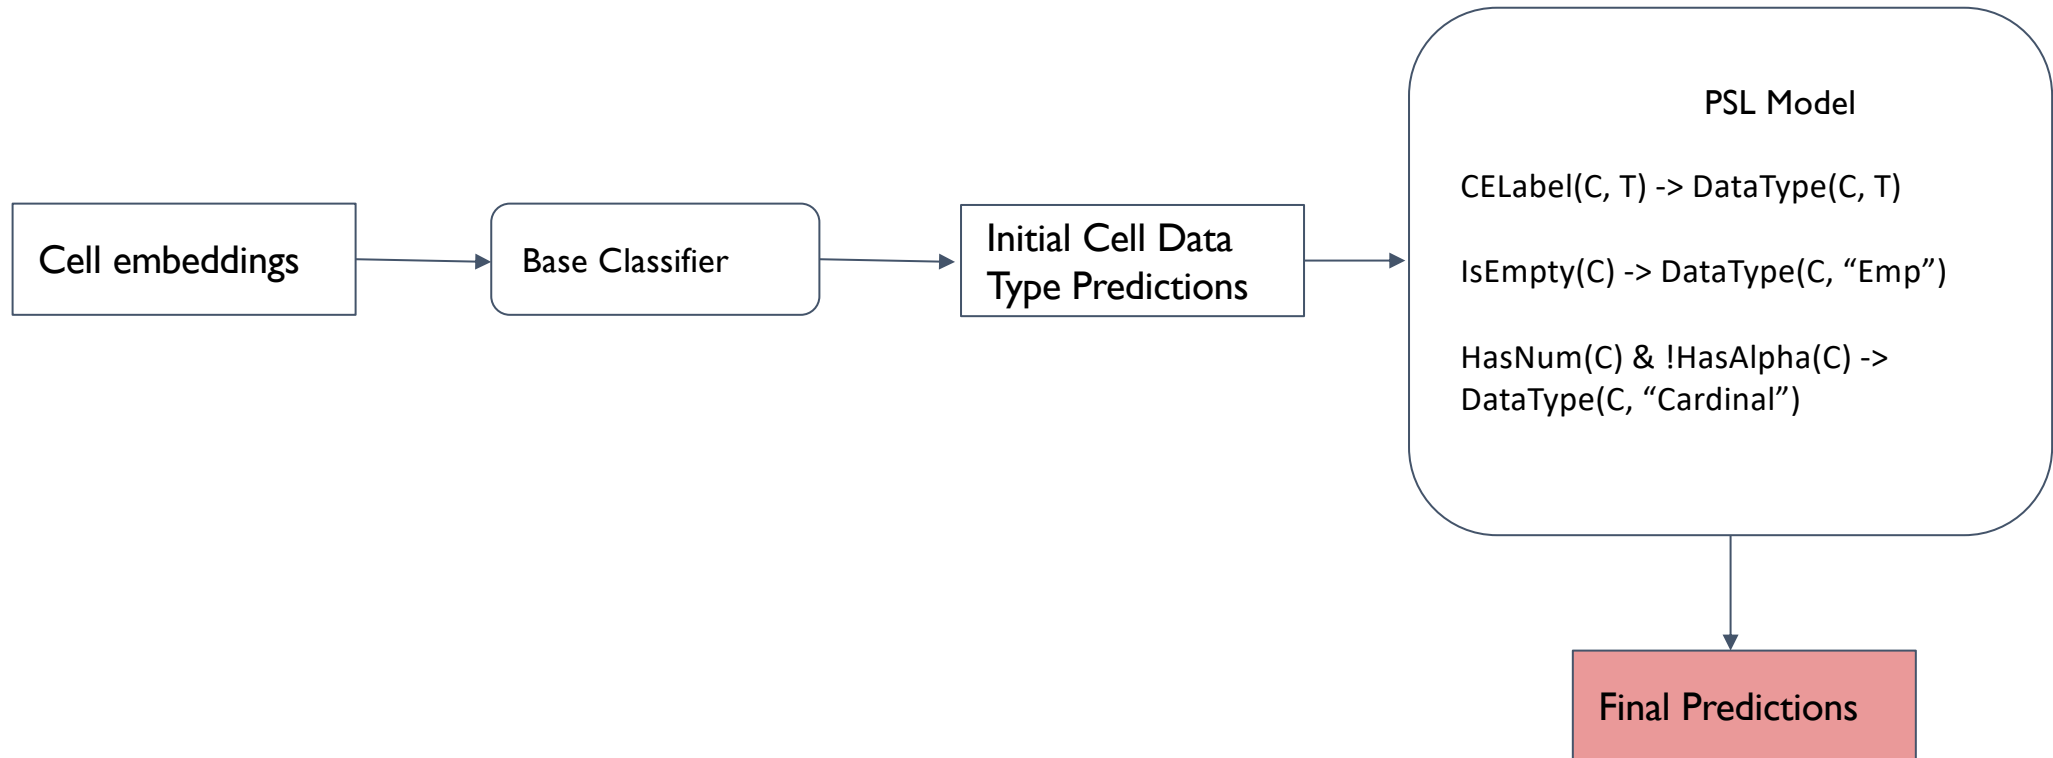 Cell embeddings
Base Classifier
Initial Cell Data
Type Predictions
PSL Model
CELabel(C, T) -> DataType(C, T)
IsEmpty(C) -> DataType(C, “Emp”)
HasNum(C) & !HasAlpha(C) ->
DataType(C, “Cardinal”)
Final Predictions